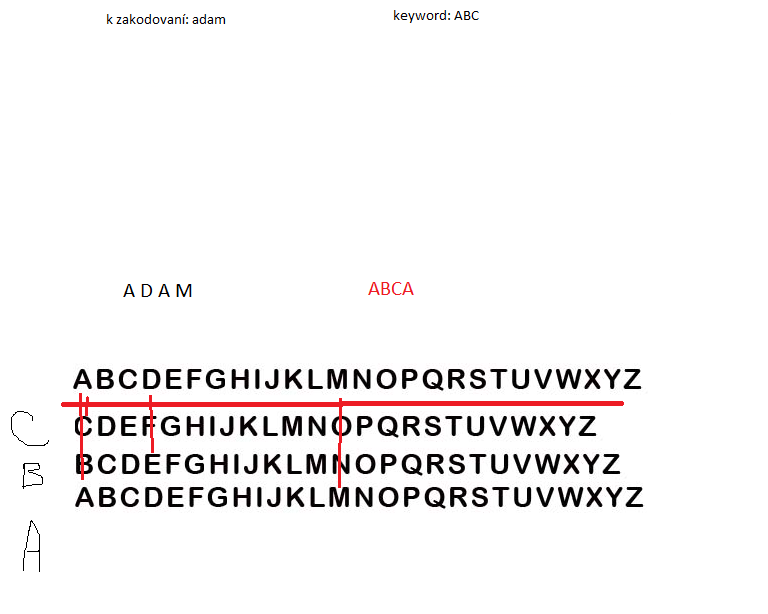 k zakodovaní: adam
keyword: ABC
A D A M
ABCA
ABCDEFGHIJKLMNOPQRSTUVWXYZ
C
CDEFGHIJKLMNOPQRSTUVWXYZ
B
BCDEFGHIJKLMNOPQRSTUVWXYZ
ABCDEFGHIJKLMNOPQRSTUVWXYZ
A